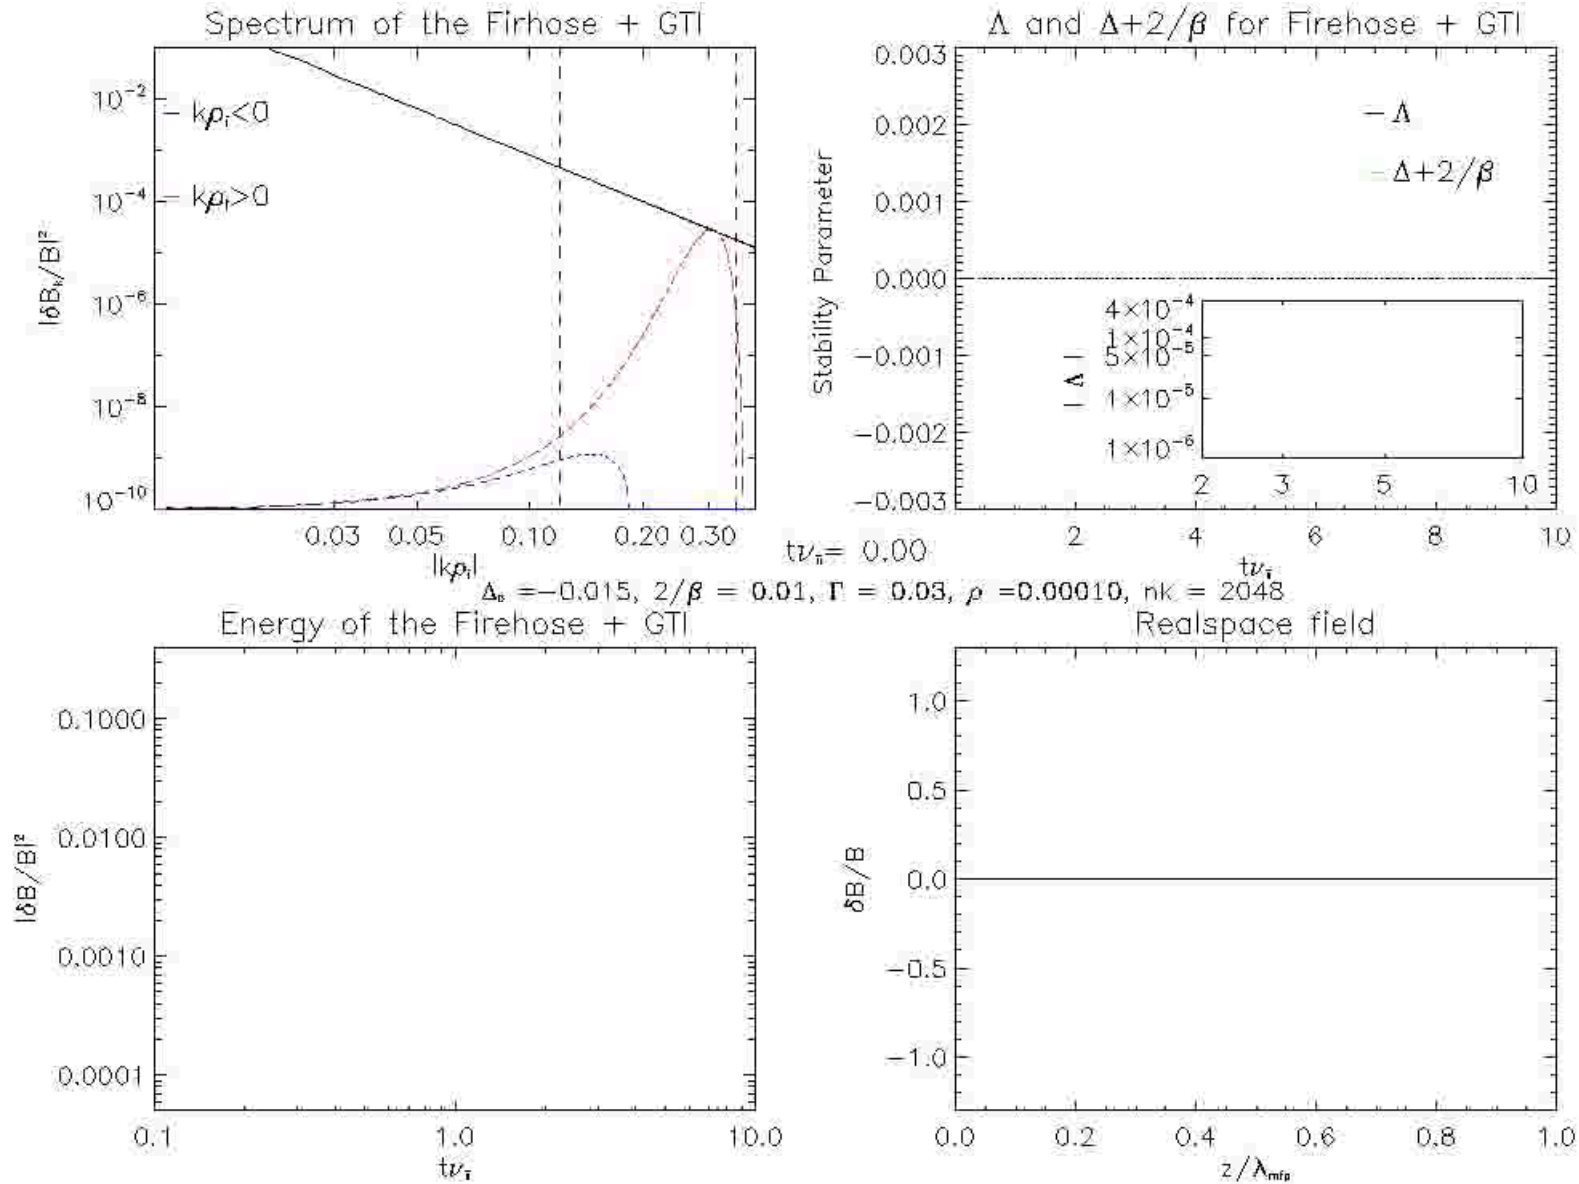 Spectrum of the Firhose + GTI
10⁻²
10⁻⁴
10⁻⁶
10⁻⁸
10⁻¹⁰
|δBₖ/B|²
— kρᵢ<0
— kρᵢ>0
0.03 0.05 0.10 0.20 0.30
|kρᵢ|
Λ and Δ+2/β for Firehose + GTI
0.003
0.002
0.001
0.000
−0.001
−0.002
−0.003
Stability Parameter
— Λ
— Δ+2/β
4×10⁻⁴
1×10⁻⁴
5×10⁻⁵
1×10⁻⁵
1×10⁻⁶
| Λ |
2 3 5 10
2 4 6 8 10
tνᵢᵢ
tνᵢᵢ= 0.00
Δ₀ =−0.015, 2/β = 0.01, Γ = 0.03, ρ =0.00010, nk = 2048
Energy of the Firehose + GTI
0.1000
0.0100
0.0010
0.0001
|δB/B|²
0.1 1.0 10.0
tνᵢᵢ
Realspace field
1.0
0.5
0.0
−0.5
−1.0
δB/B
0.0 0.2 0.4 0.6 0.8 1.0
z/λmfp